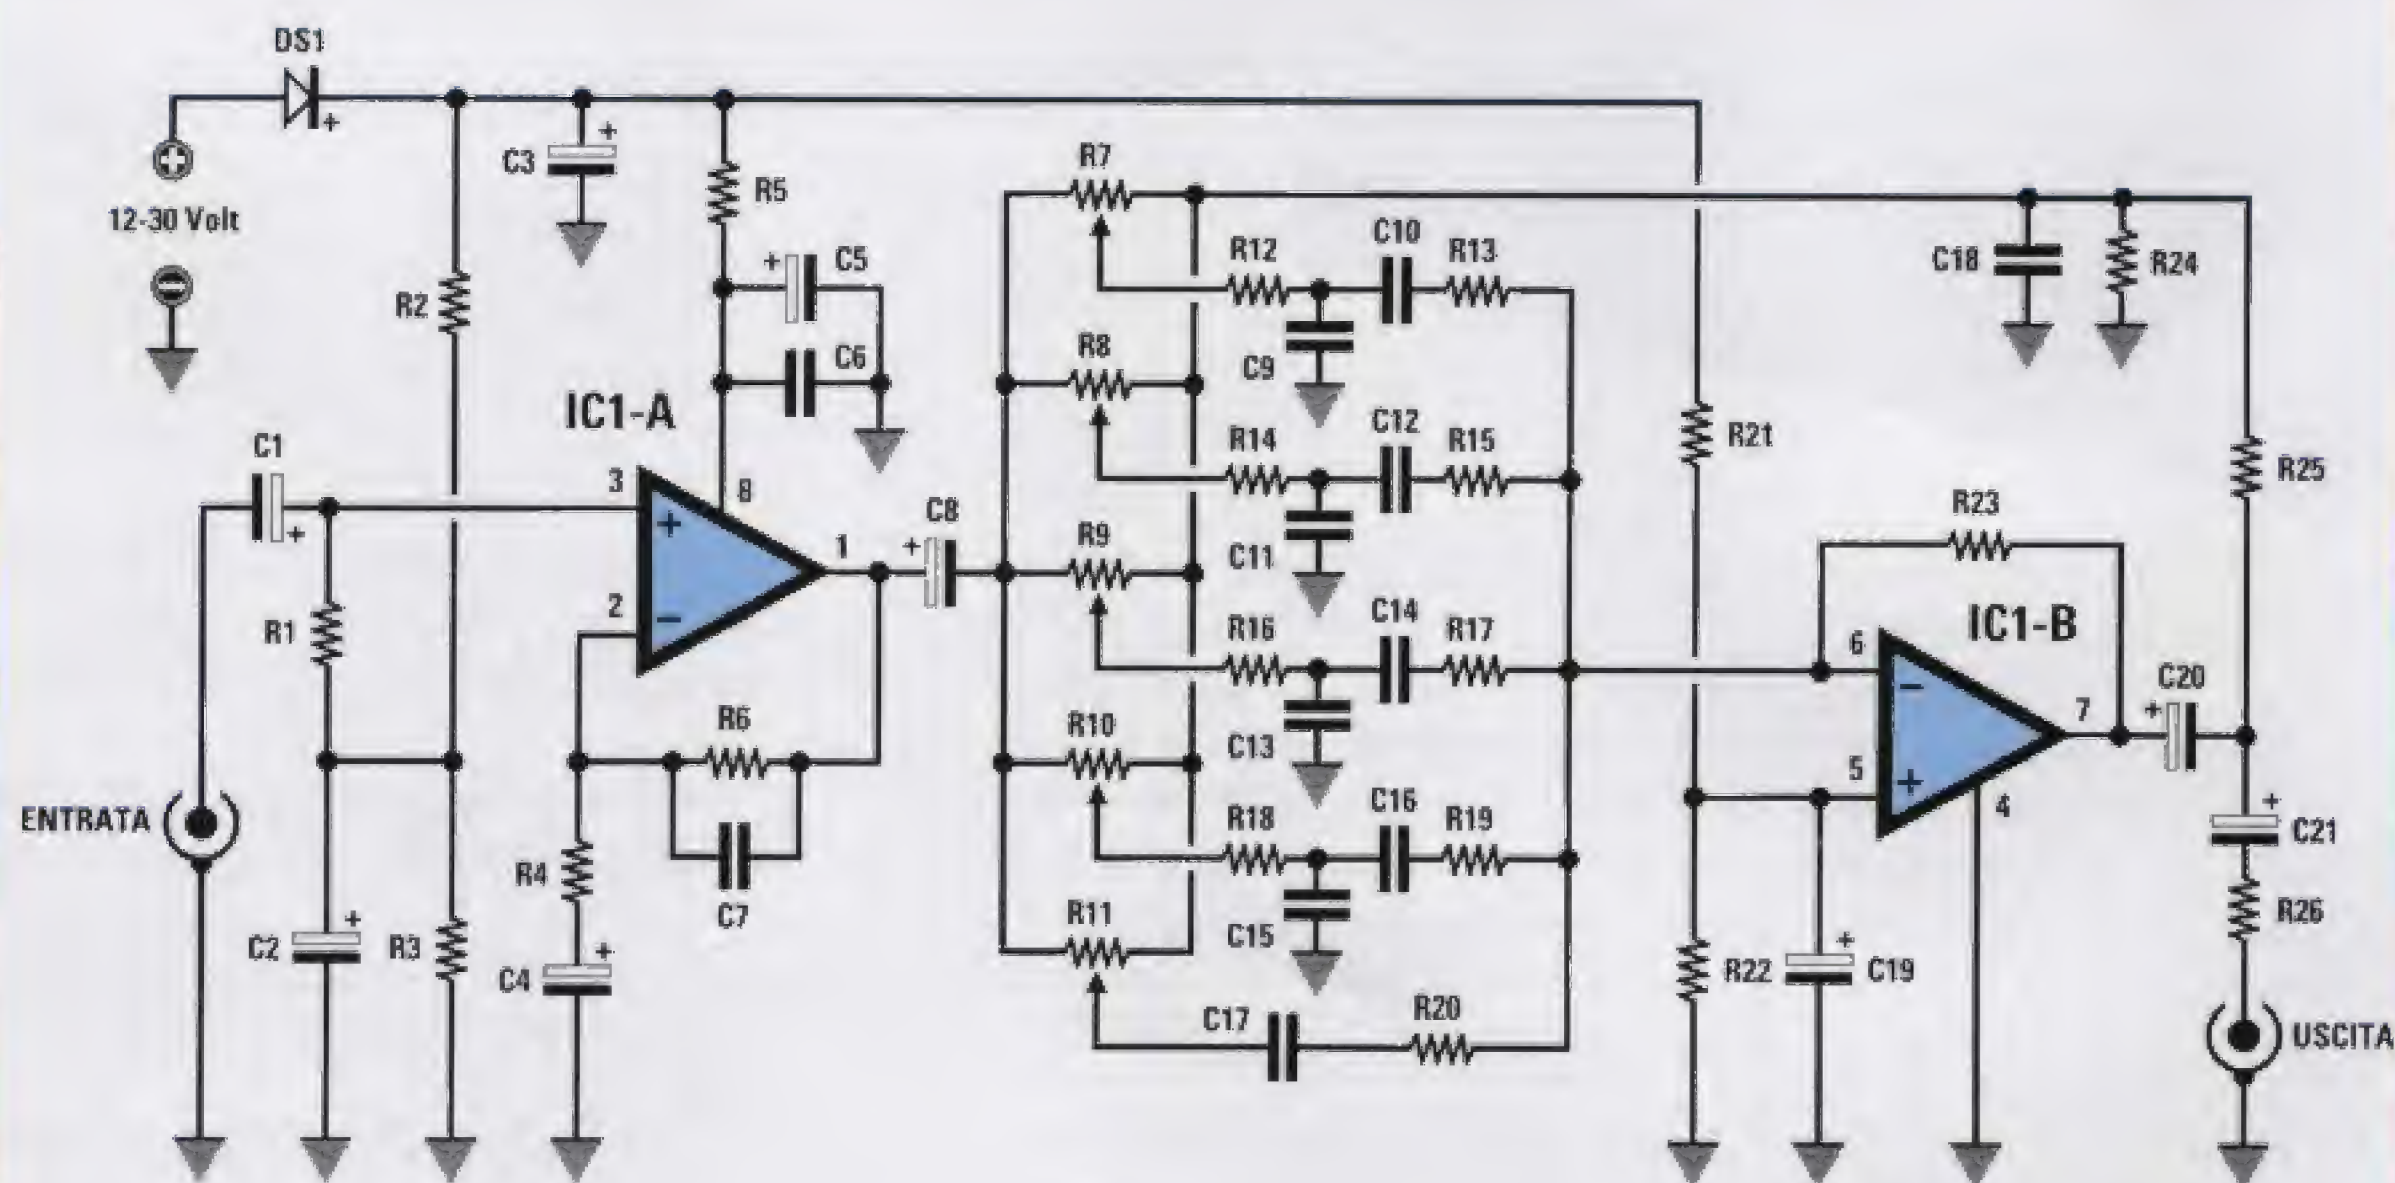 DS1
+
C3
+
12-30 Volt
R2
R5
+
C5
C6
R7
R12
C10
R13
C9
R8
R14
C12
R15
C11
R9
R16
C14
R17
C13
R10
R18
C16
R19
C15
R11
C17
R20
C18
R24
R21
R25
R23
IC1-A
3
+
8
2
−
1
C1
+
R1
C8
+
R6
C7
R4
C4
+
ENTRATA
C2
+
R3
IC1-B
6
−
5
+
7
4
C20
+
+
C21
R26
R22
+
C19
USCITA